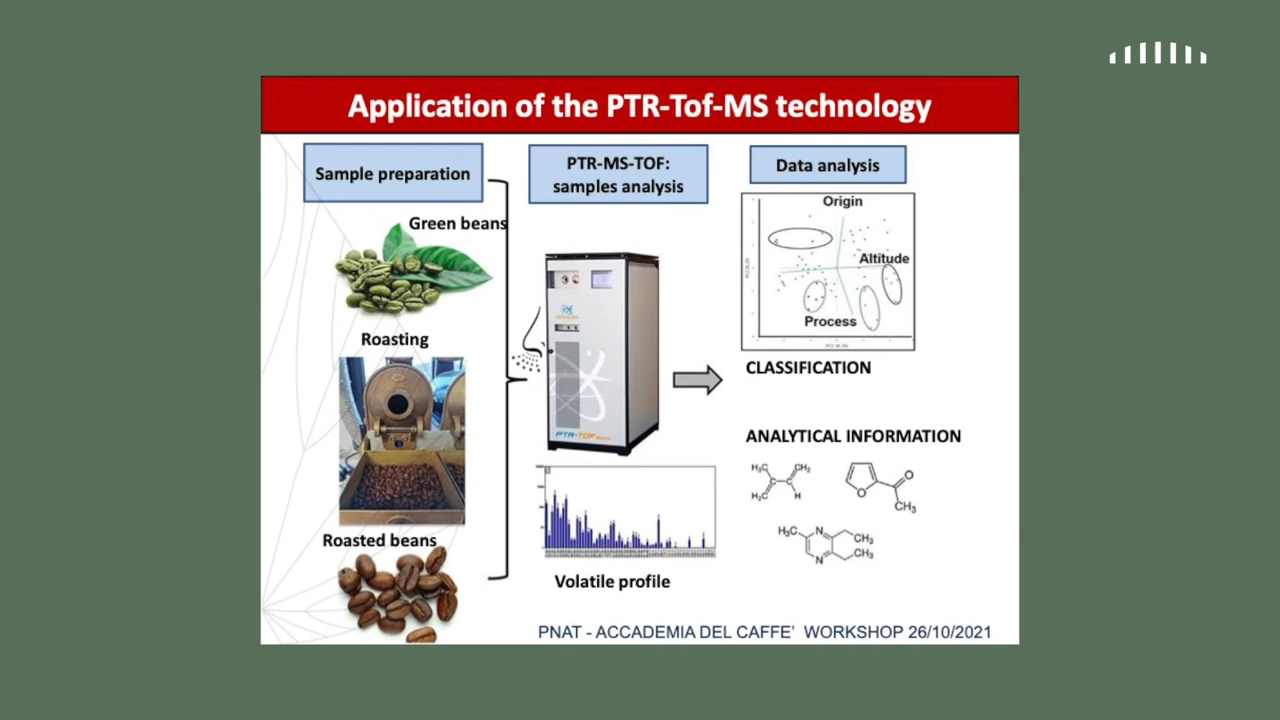 Application of the PTR-Tof-MS technology
Sample preparation
Green beans
Roasting
Roasted beans
PTR-MS-TOF:
samples analysis
PTR-TOF
Volatile profile
Data analysis
Origin
Altitude
Process
CLASSIFICATION
ANALYTICAL INFORMATION
H₃C
CH₂
H₂C
H
O
O
CH₃
H₃C
N
CH₃
CH₃
N
PNAT - ACCADEMIA DEL CAFFE’ WORKSHOP 26/10/2021